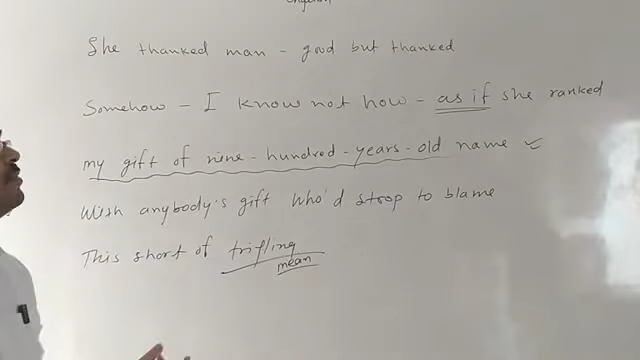 She thanked man - good but thanked
Somehow - I know not how - as if she ranked
my gift of nine - hundred - years - old name
With anybody's gift Who'd stoop to blame
This short of trifling
mean